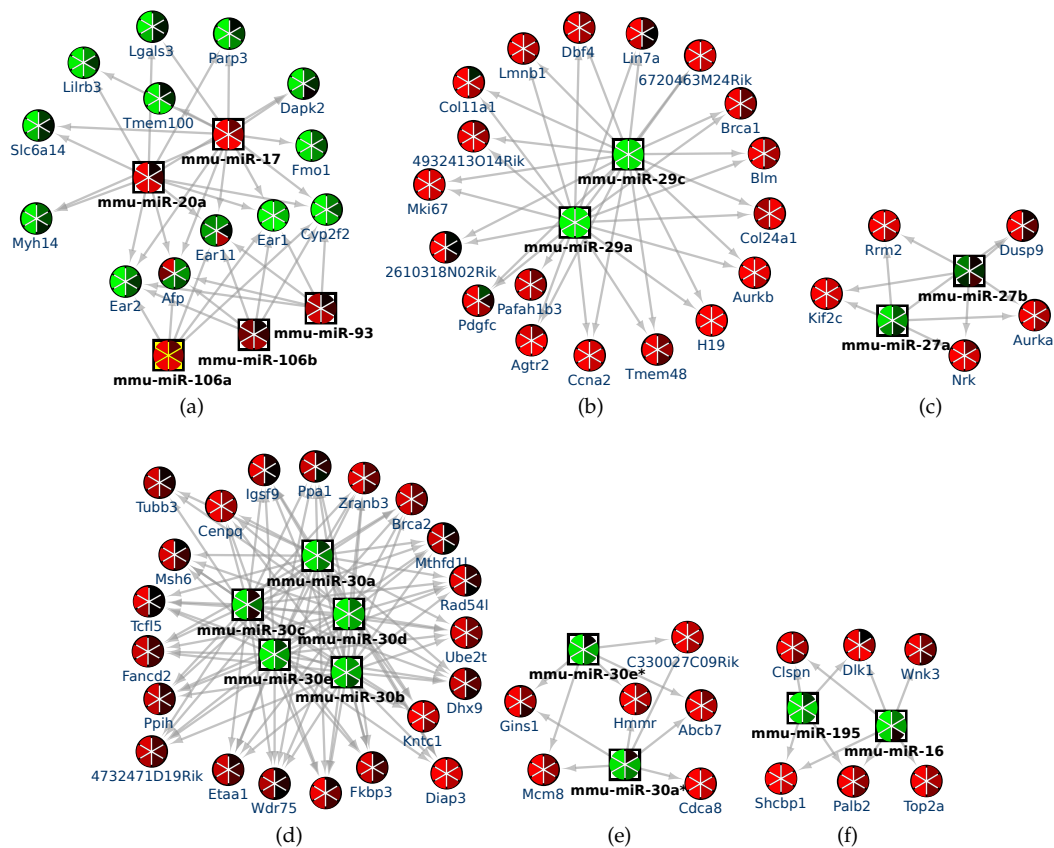 Lgals3
Parp3
Lilrb3
Tmem100
Dapk2
Slc6a14
mmu-miR-17
Fmo1
mmu-miR-20a
Myh14
Ear11
Ear1
Cyp2f2
Ear2
Afp
mmu-miR-93
mmu-miR-106b
mmu-miR-106a
(a)
Dbf4
Lin7a
Lmnb1
6720463M24Rik
Col11a1
Brca1
4932413O14Rik
mmu-miR-29c
Blm
Mki67
mmu-miR-29a
Col24a1
2610318N02Rik
Pafah1b3
Aurkb
Pdgfc
H19
Agtr2
Ccna2
Tmem48
(b)
Rrm2
Dusp9
mmu-miR-27b
Kif2c
mmu-miR-27a
Aurka
Nrk
(c)
Igsf9
Ppa1
Zranb3
Tubb3
Cenpq
Brca2
Mthfd1l
Msh6
mmu-miR-30a
Rad54l
Tcfl5
mmu-miR-30c
mmu-miR-30d
Ube2t
Fancd2
mmu-miR-30e
mmu-miR-30b
Dhx9
Ppih
Kntc1
4732471D19Rik
Etaa1
Wdr75
Fkbp3
Diap3
(d)
C330027C09Rik
mmu-miR-30e*
Gins1
Hmmr
Abcb7
Mcm8
mmu-miR-30a*
Cdca8
(e)
Clspn
Dlk1
Wnk3
mmu-miR-195
mmu-miR-16
Shcbp1
Palb2
Top2a
(f)